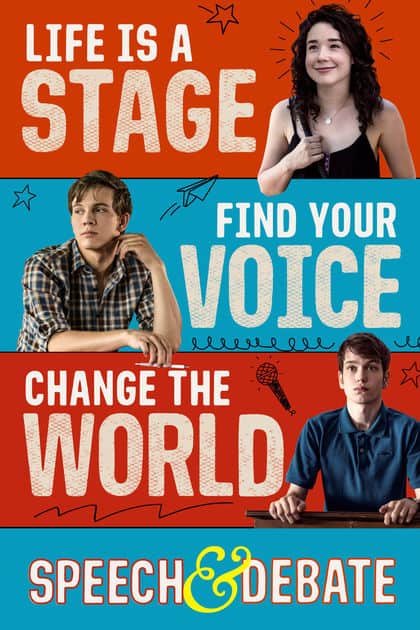 LIFE IS A
STAGE
FIND YOUR
VOICE
CHANGE THE
WORLD
SPEECH & DEBATE